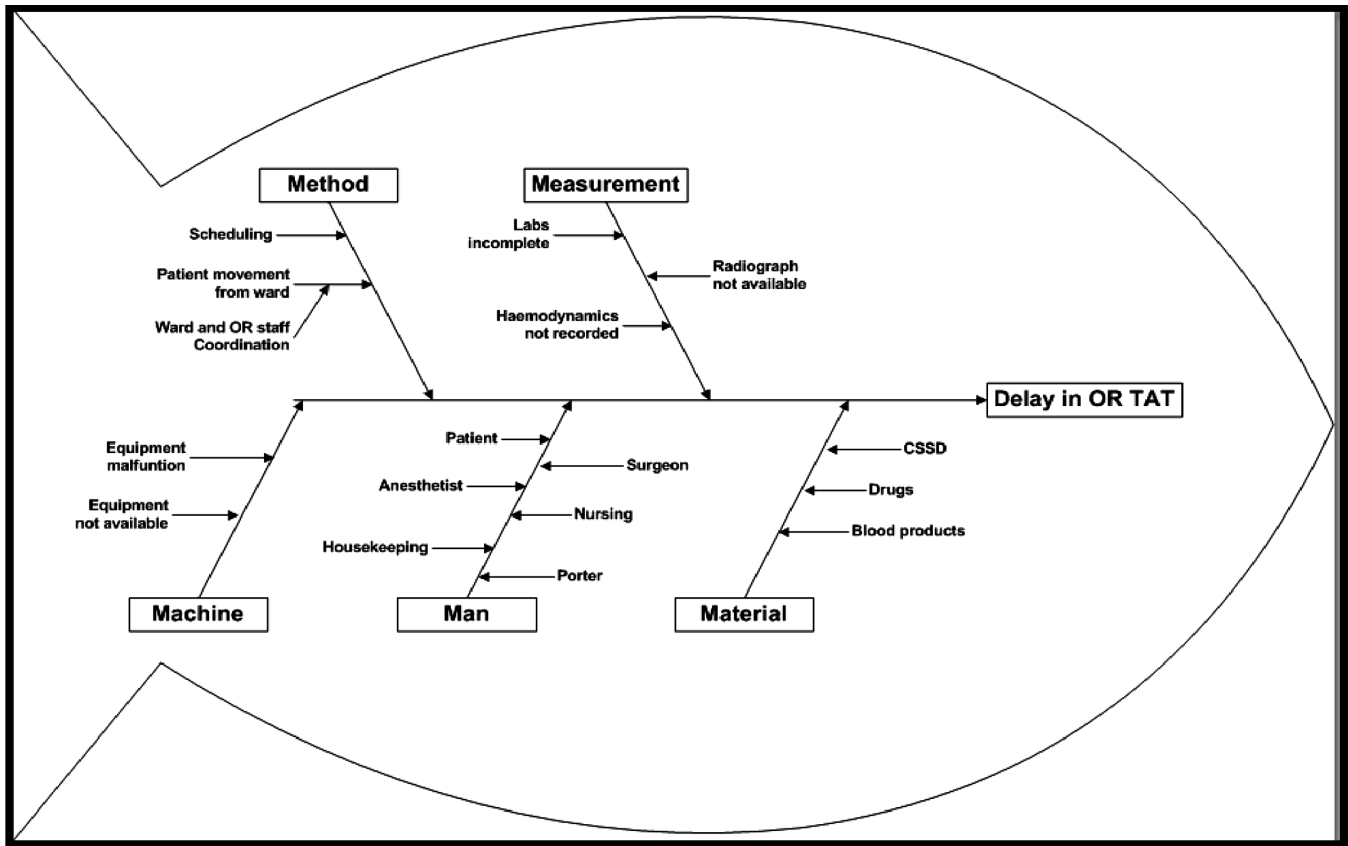 Method
Measurement
Scheduling
Patient movement
from ward
Ward and OR staff
Coordination
Labs
incomplete
Radiograph
not available
Haemodynamics
not recorded
Delay in OR TAT
Equipment
malfuntion
Equipment
not available
Patient
Surgeon
Anesthetist
Nursing
Housekeeping
Porter
CSSD
Drugs
Blood products
Machine
Man
Material